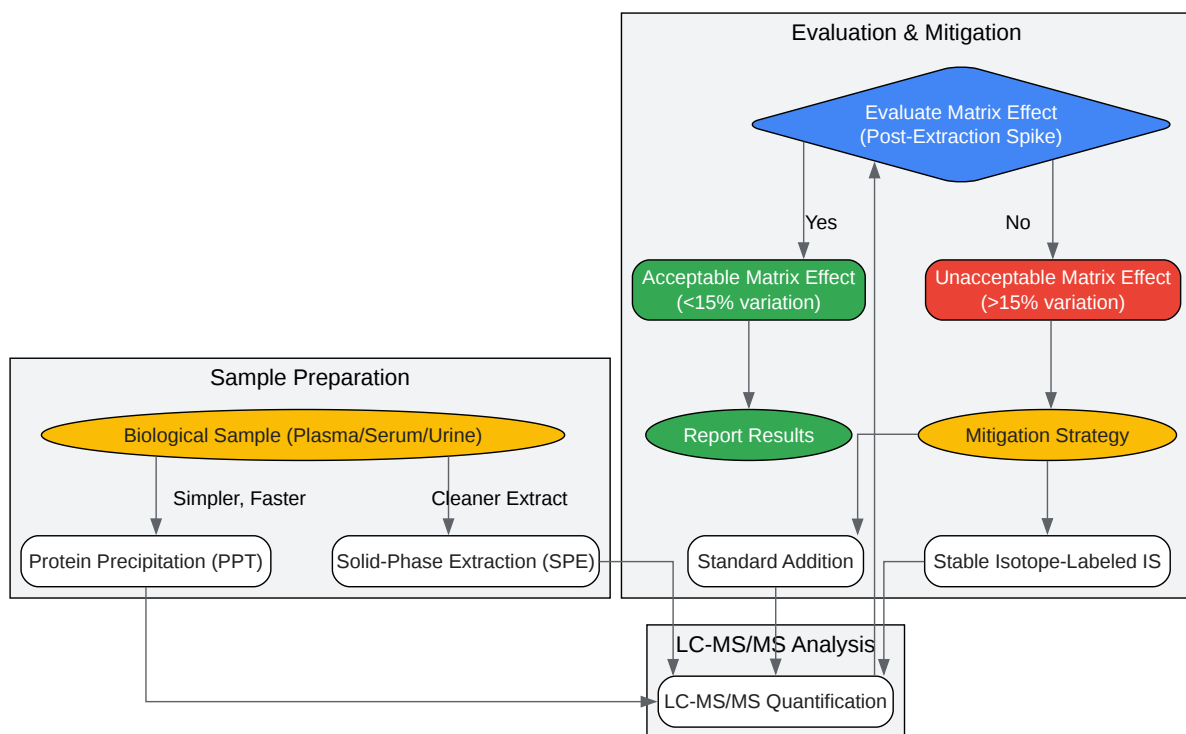 Evaluation & Mitigation
Evaluate Matrix Effect
(Post-Extraction Spike)
Yes
No
Acceptable Matrix Effect
(<15% variation)
Unacceptable Matrix Effect
(>15% variation)
Report Results
Mitigation Strategy
Standard Addition
Stable Isotope-Labeled IS
Sample Preparation
Biological Sample (Plasma/Serum/Urine)
Simpler, Faster
Cleaner Extract
Protein Precipitation (PPT)
Solid-Phase Extraction (SPE)
LC-MS/MS Analysis
LC-MS/MS Quantification